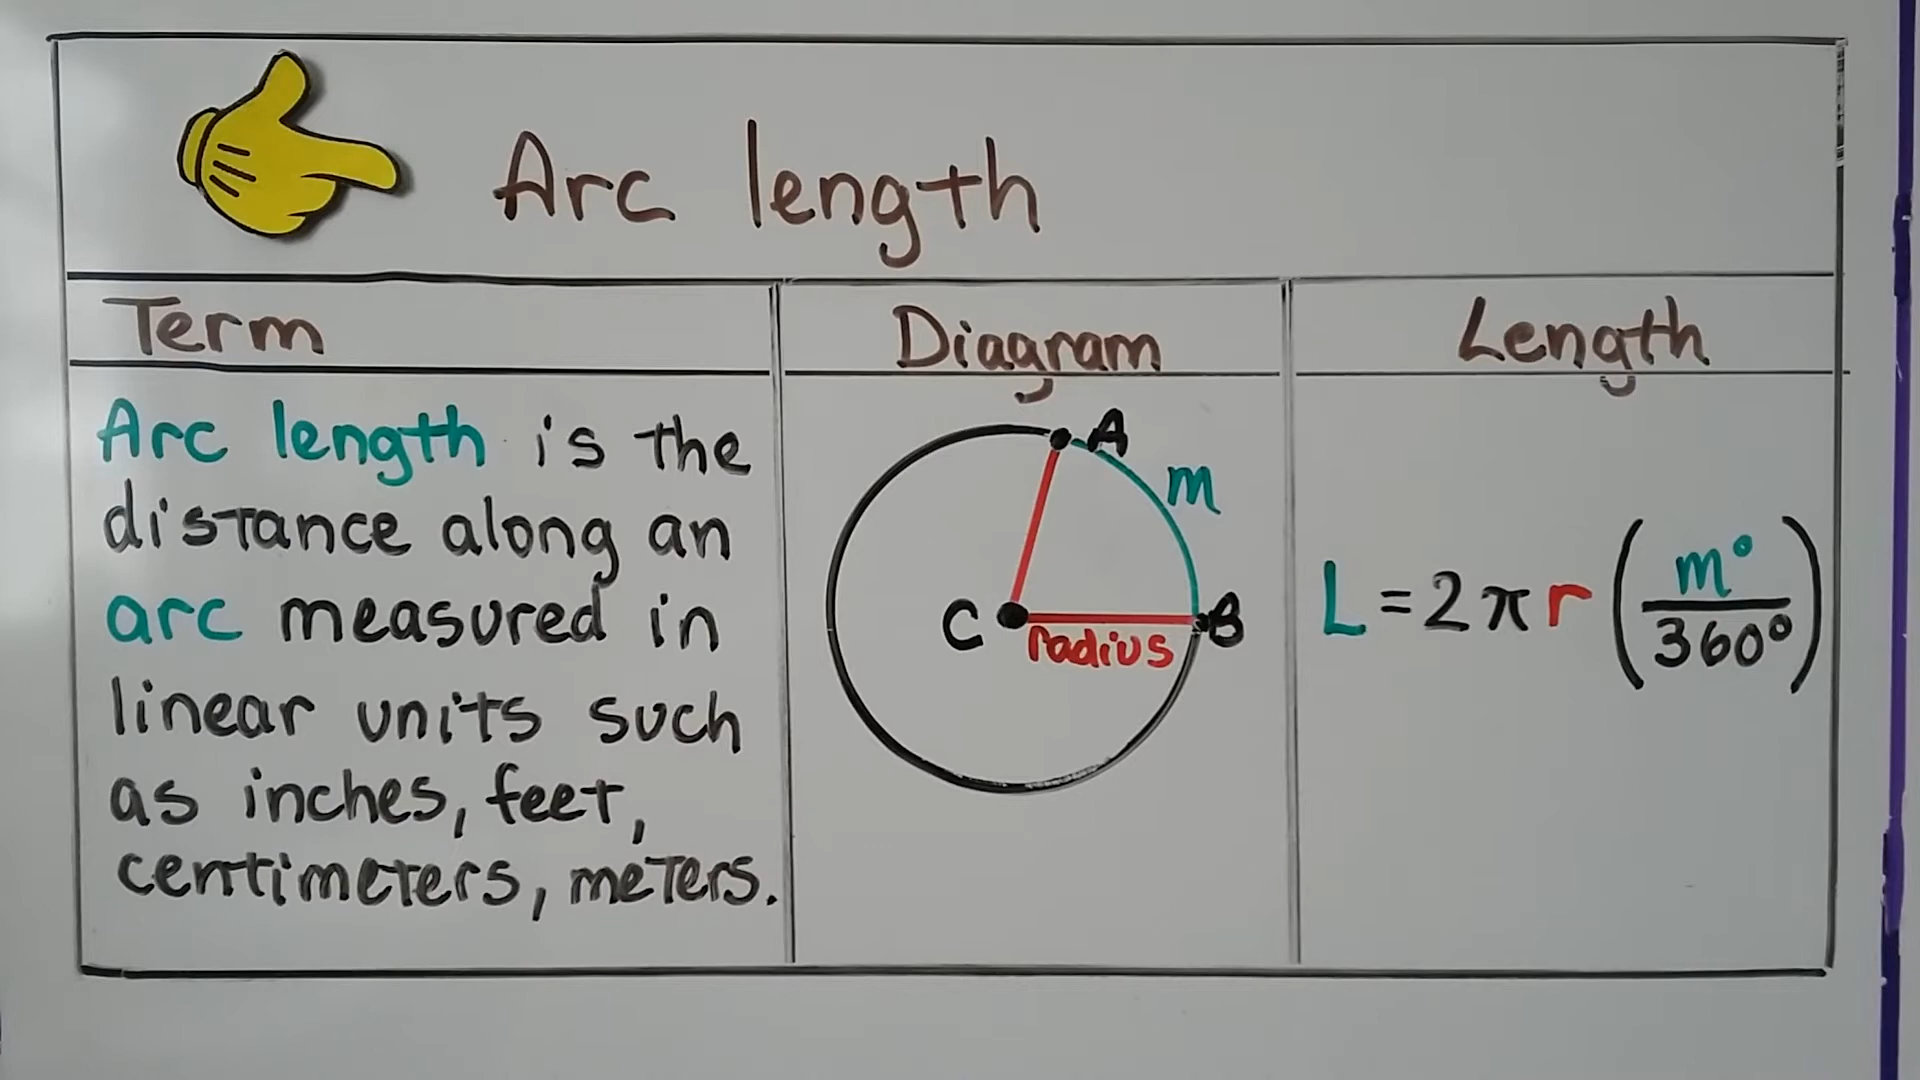 Arc length
Term
Diagram
Length
Arc length is the
distance along an
arc measured in
linear units such
as inches, feet,
centimeters, meters.
A
m
C
radius
B
L = 2πr (m°/360°)